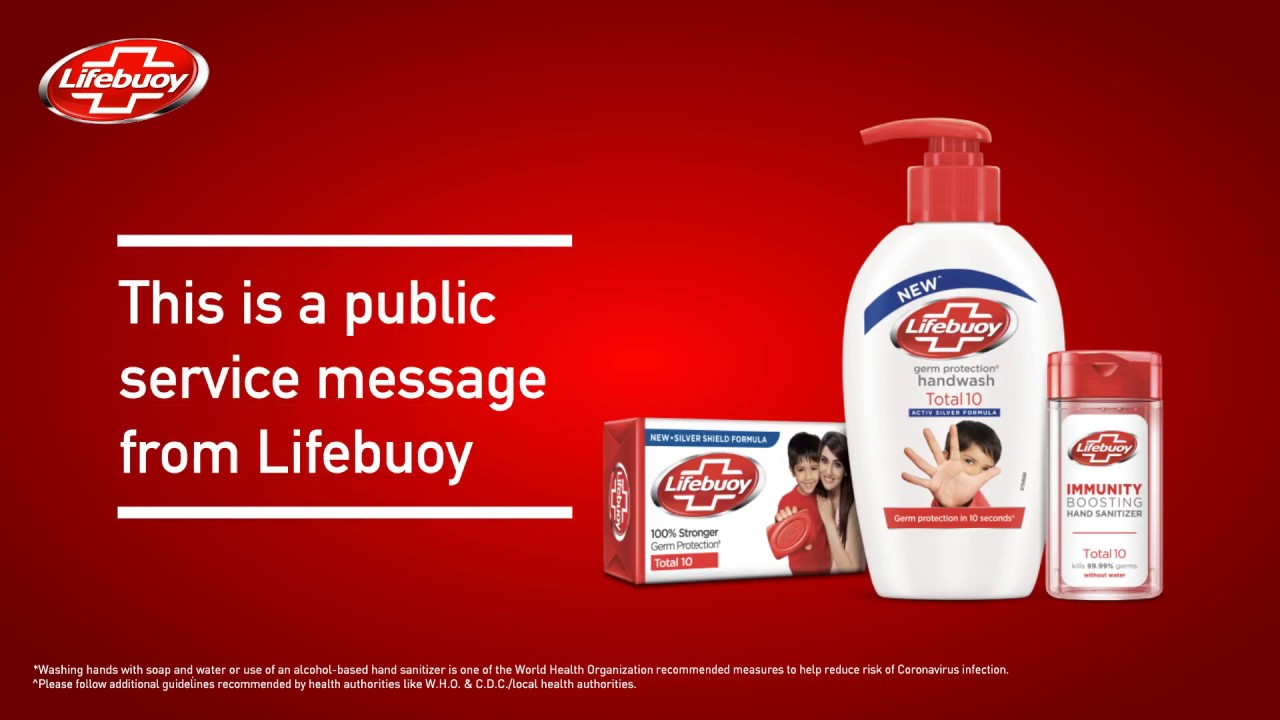 Lifebuoy
This is a public
service message
from Lifebuoy
NEW
Lifebuoy
germ protection
handwash
Total 10
ACTIV SILVER FORMULA
Germ protection in 10 seconds
NEW SILVER SHIELD FORMULA
Lifebuoy
Lifebuoy
100% Stronger
Germ Protection
Total 10
Lifebuoy
IMMUNITY
BOOSTING
HAND SANITIZER
Total 10
kills 99.99% germs
without water
*Washing hands with soap and water or use of an alcohol-based hand sanitizer is one of the World Health Organization recommended measures to help reduce risk of Coronavirus infection.
^Please follow additional guidelines recommended by health authorities like W.H.O. & C.D.C./local health authorities.